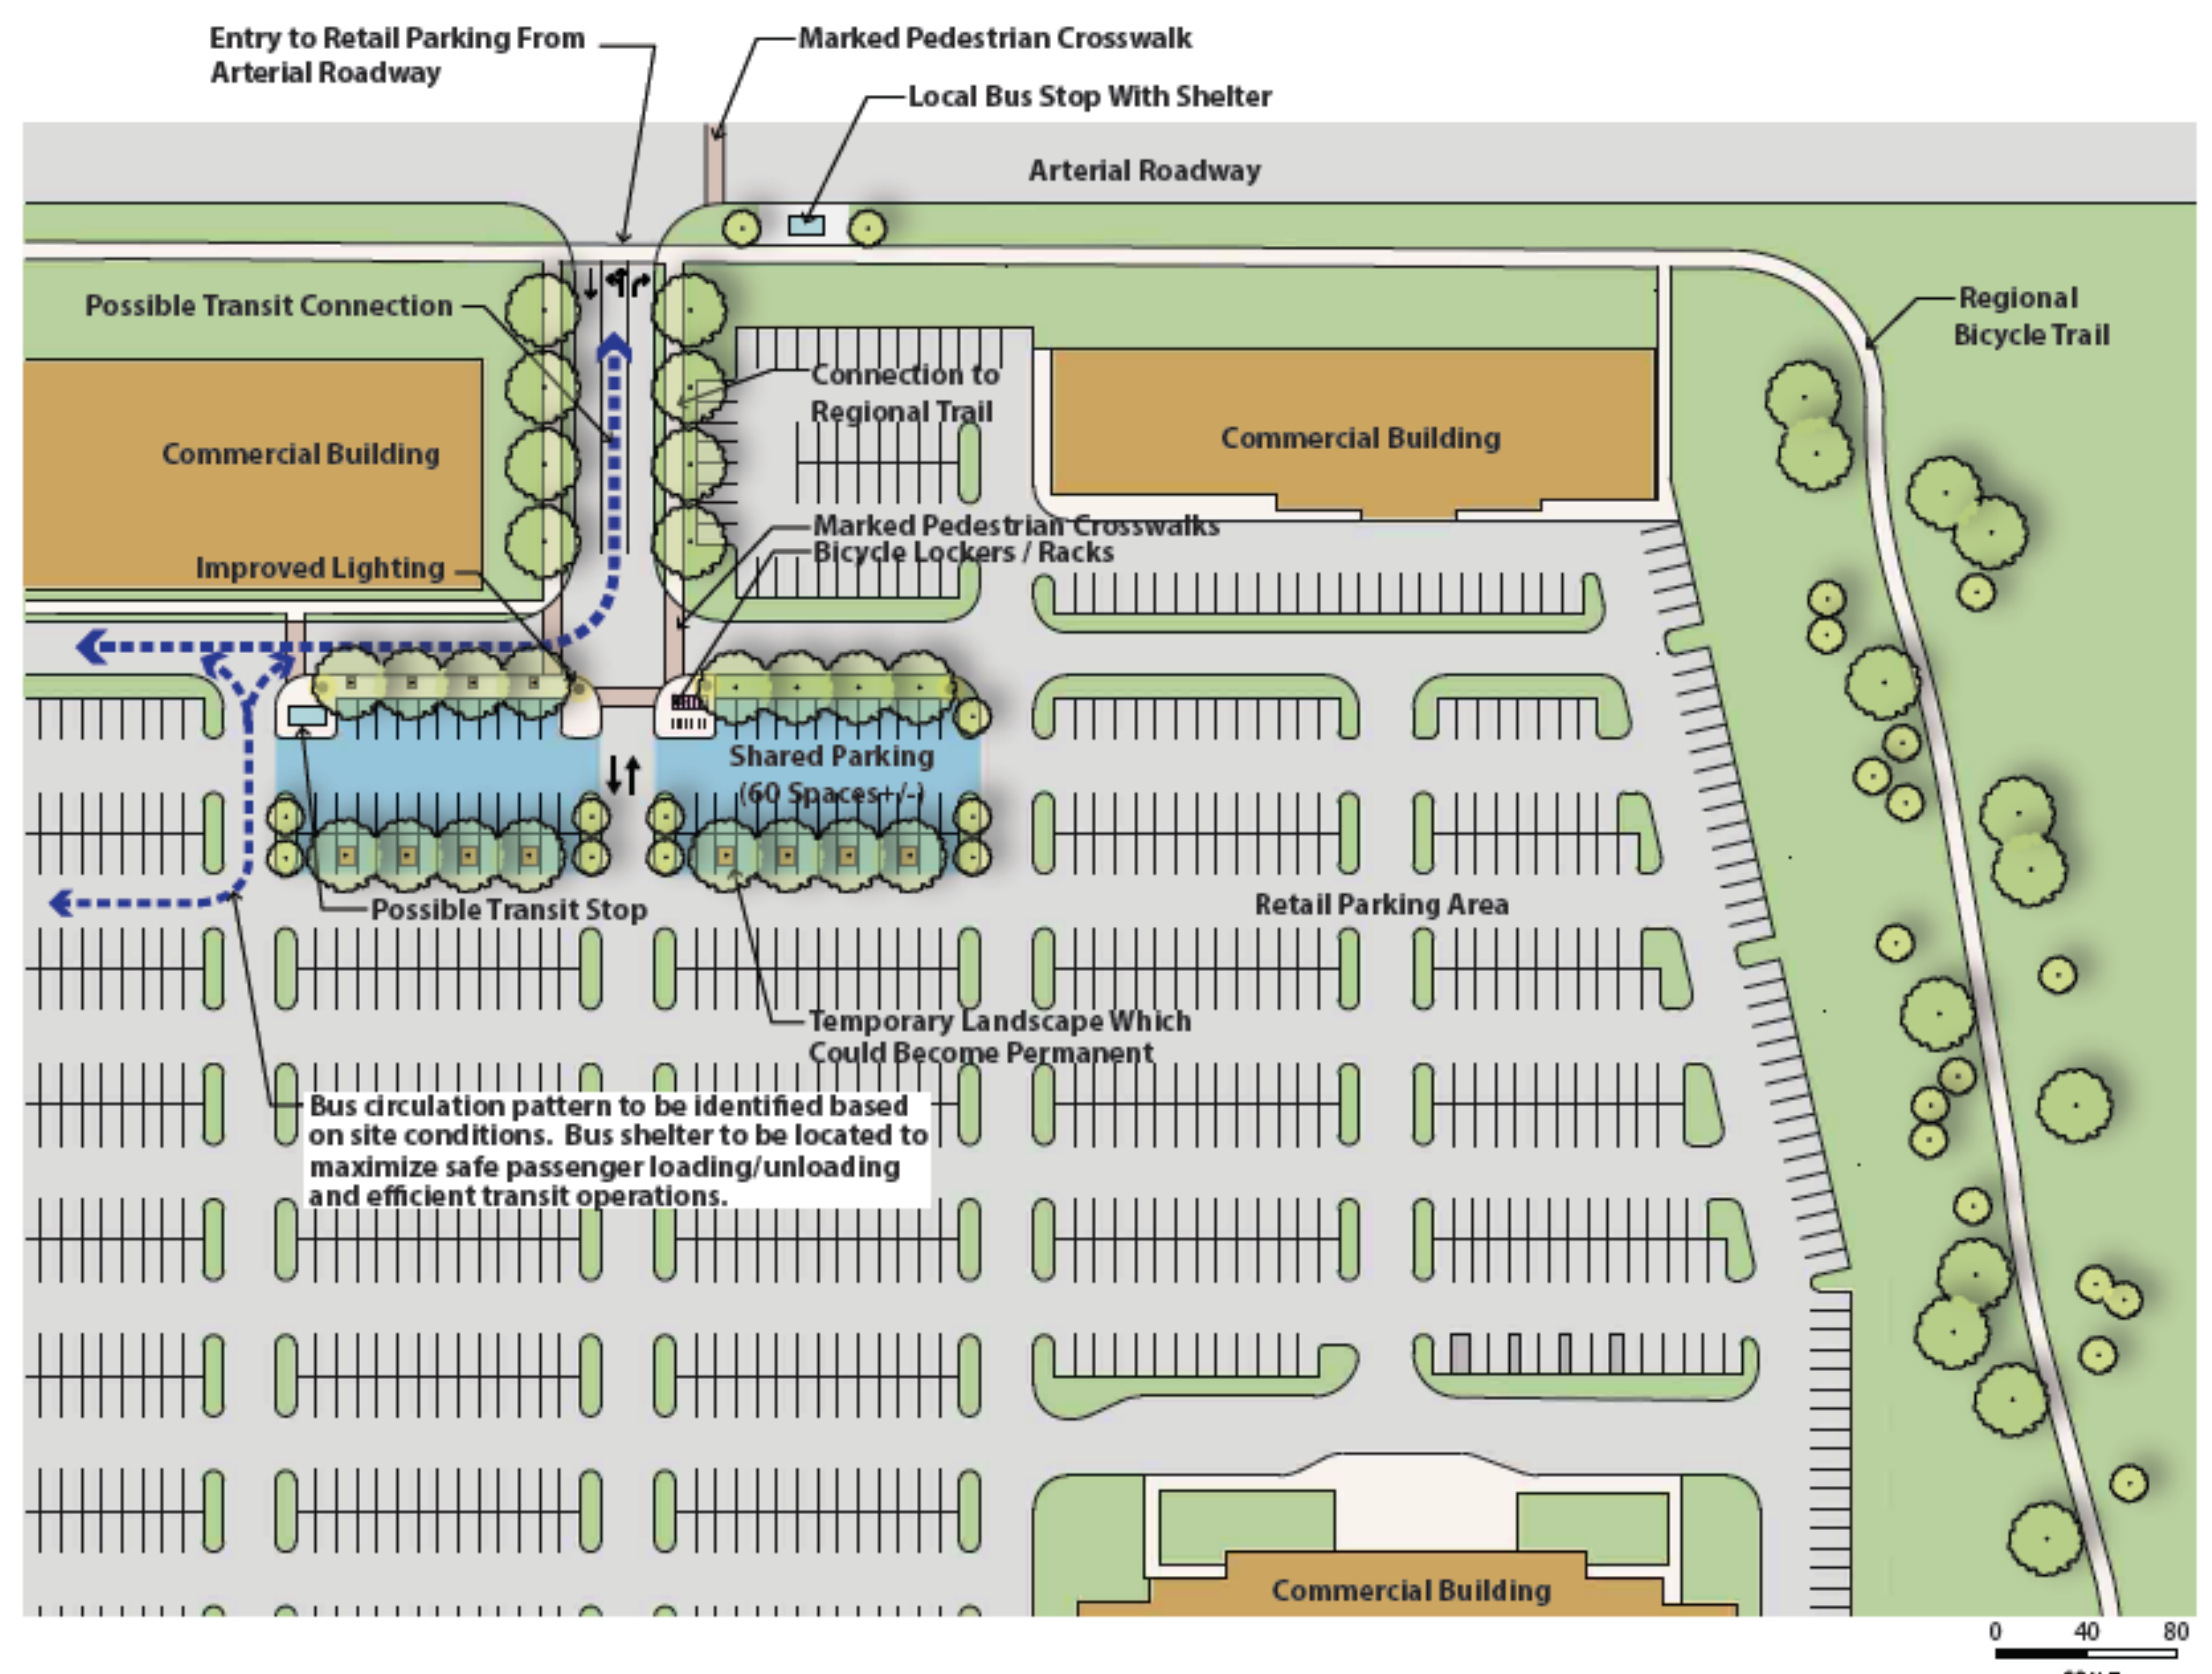 Entry to Retail Parking From
Arterial Roadway
Marked Pedestrian Crosswalk
Local Bus Stop With Shelter
Arterial Roadway
Possible Transit Connection
Regional
Bicycle Trail
Connection to
Regional Trail
Commercial Building
Commercial Building
Marked Pedestrian Crosswalks
Bicycle Lockers / Racks
Improved Lighting
Shared Parking
(60 Spaces+/-)
Possible Transit Stop
Retail Parking Area
Temporary Landscape Which
Could Become Permanent
Bus circulation pattern to be identified based
on site conditions. Bus shelter to be located to
maximize safe passenger loading/unloading
and efficient transit operations.
Commercial Building
0 40 80